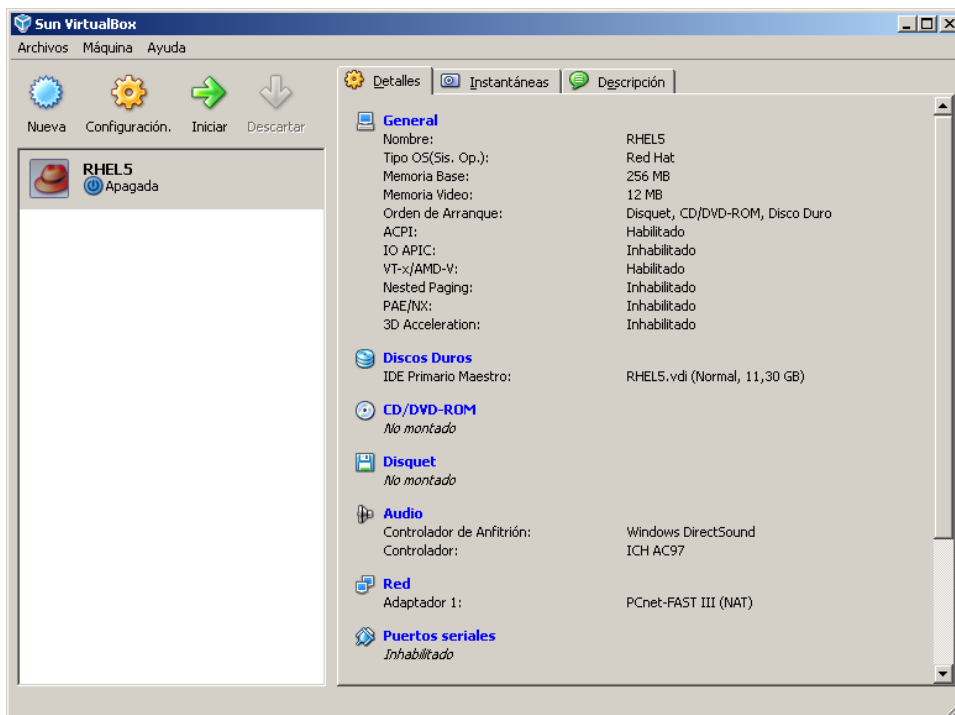 Sun VirtualBox
Archivos Máquina Ayuda
Nueva Configuración. Iniciar Descartar
RHEL5
Apagada
Detalles Instantáneas Descripción
General
Nombre: RHEL5
Tipo OS(Sis. Op.): Red Hat
Memoria Base: 256 MB
Memoria Video: 12 MB
Orden de Arranque: Disquet, CD/DVD-ROM, Disco Duro
ACPI: Habilitado
IO APIC: Inhabilitado
VT-x/AMD-V: Habilitado
Nested Paging: Inhabilitado
PAE/NX: Inhabilitado
3D Acceleration: Inhabilitado
Discos Duros
IDE Primario Maestro: RHEL5.vdi (Normal, 11,30 GB)
CD/DVD-ROM
No montado
Disquet
No montado
Audio
Controlador de Anfitrión: Windows DirectSound
Controlador: ICH AC97
Red
Adaptador 1: PCnet-FAST III (NAT)
Puertos seriales
Inhabilitado